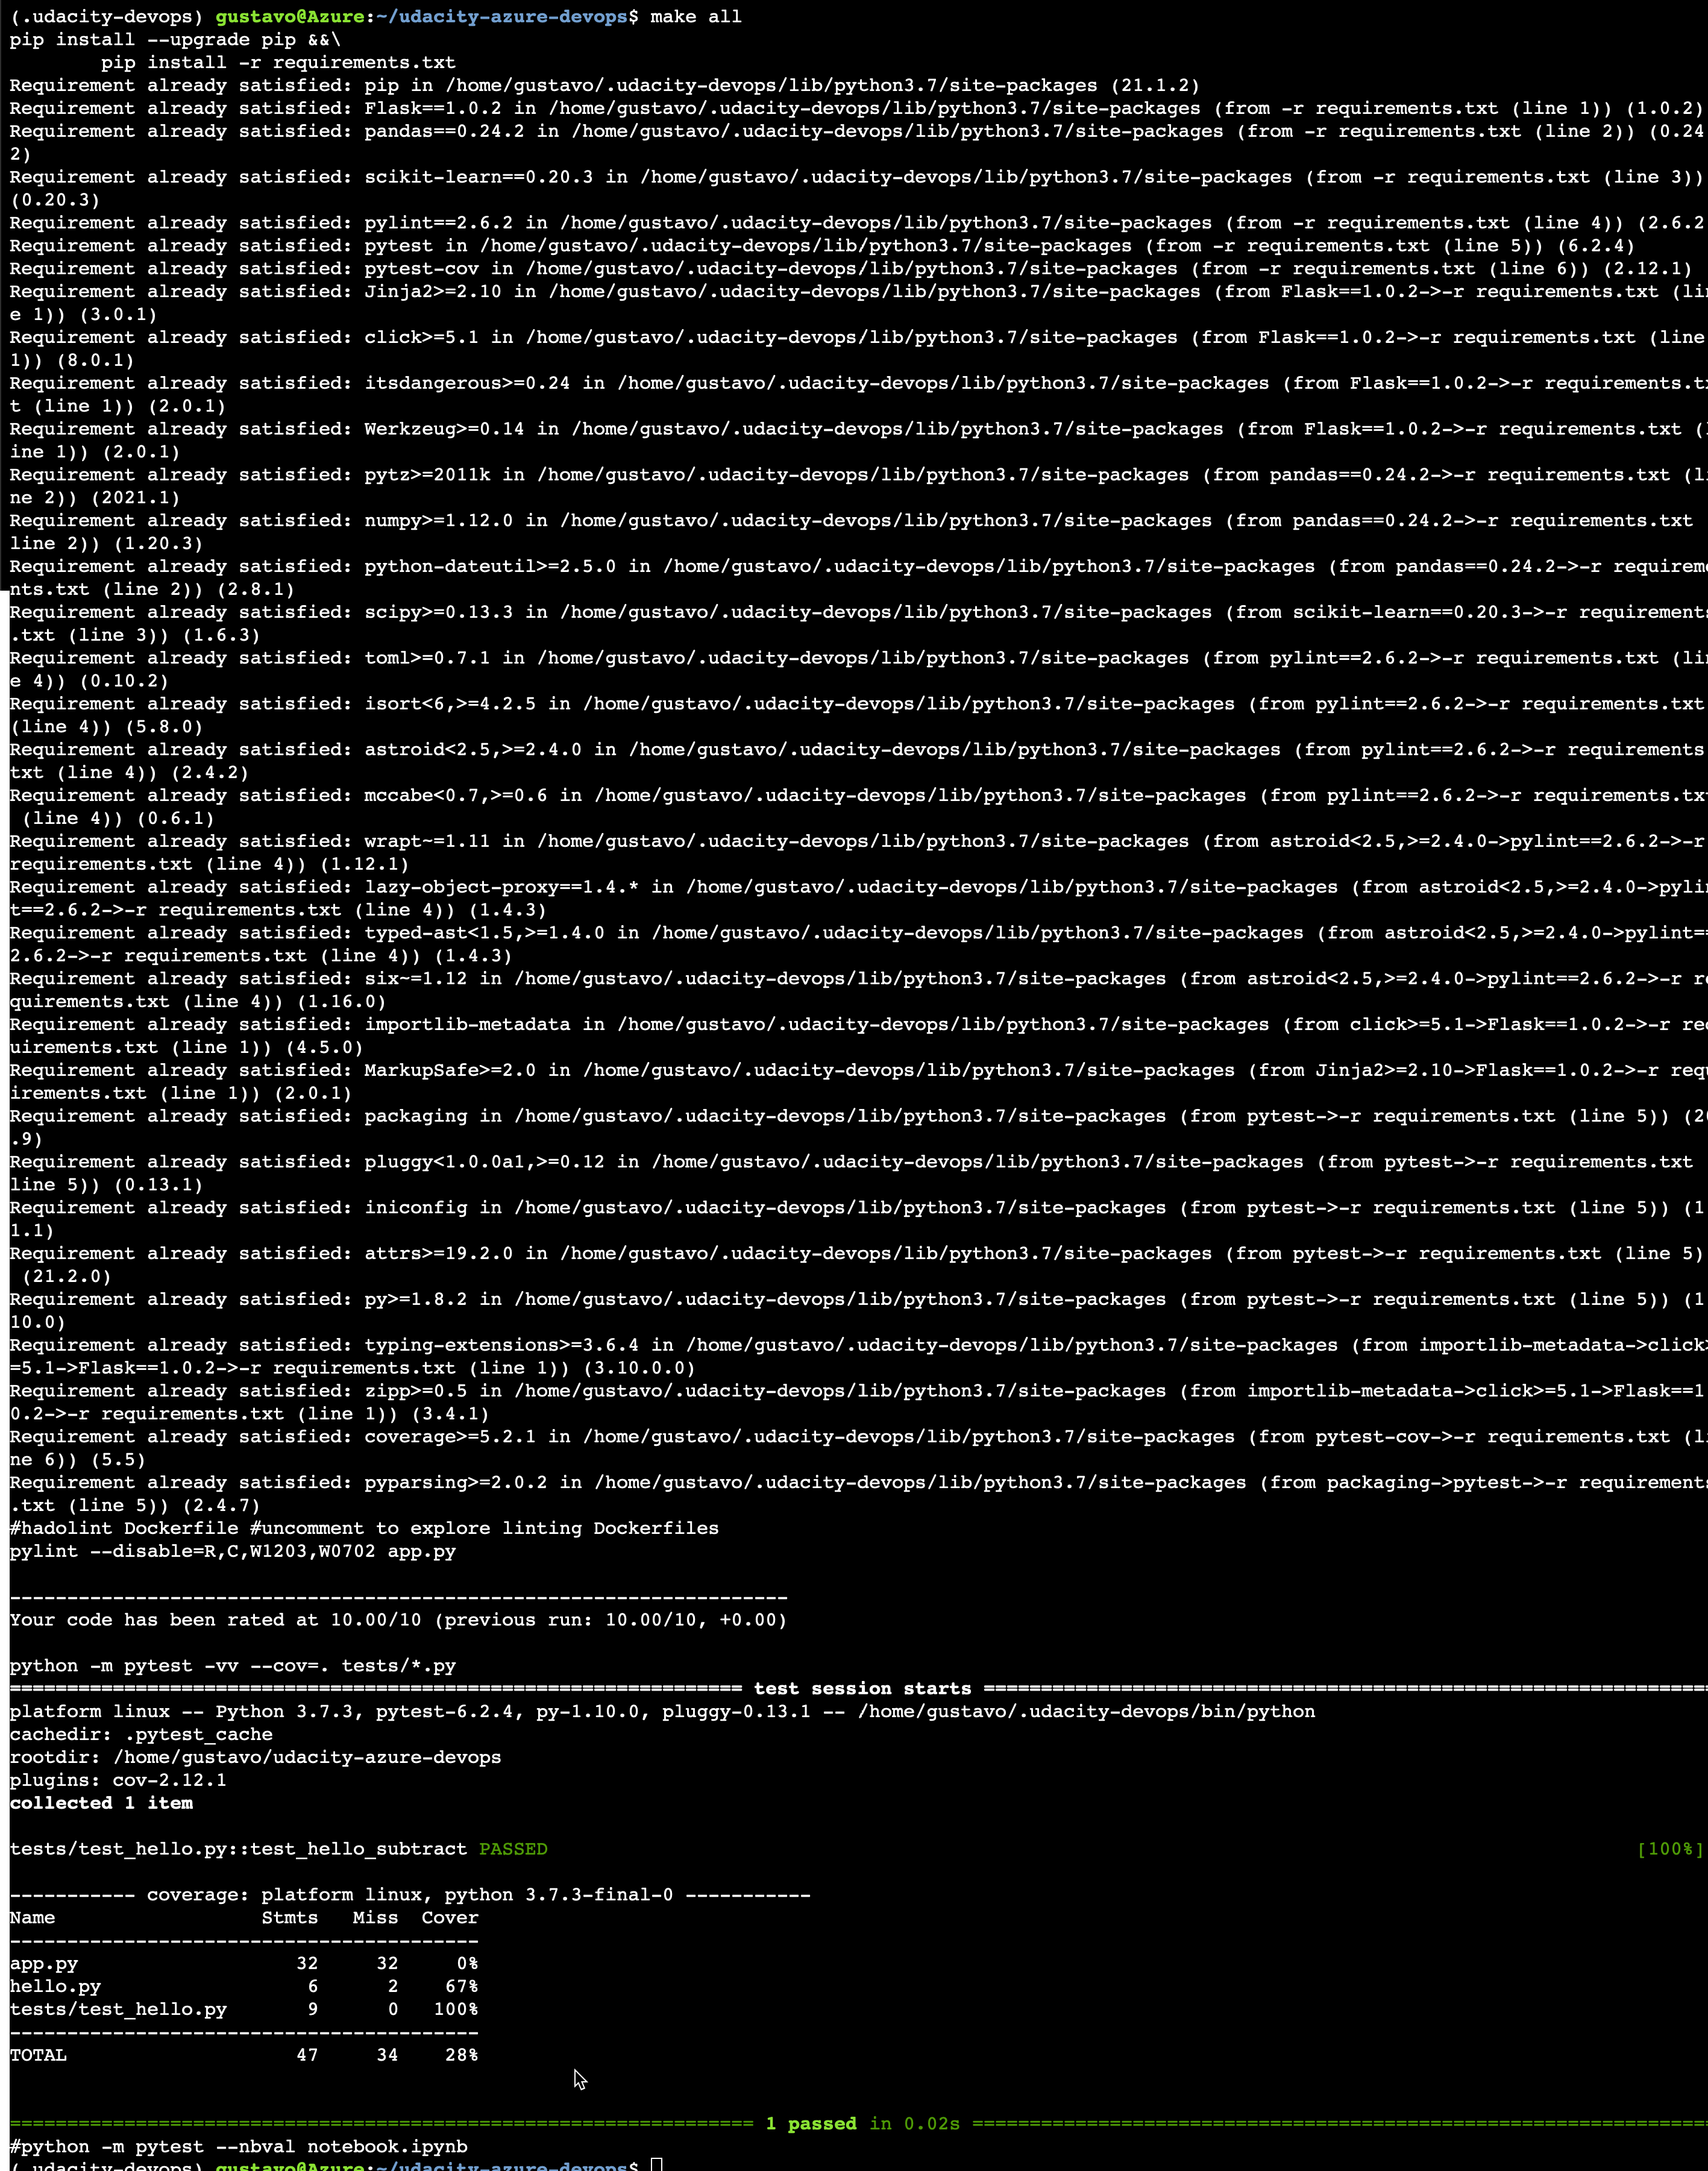 (.udacity-devops) gustavo@Azure:~/udacity-azure-devops$ make all
pip install --upgrade pip &&\
        pip install -r requirements.txt
Requirement already satisfied: pip in /home/gustavo/.udacity-devops/lib/python3.7/site-packages (21.1.2)
Requirement already satisfied: Flask==1.0.2 in /home/gustavo/.udacity-devops/lib/python3.7/site-packages (from -r requirements.txt (line 1)) (1.0.2)
Requirement already satisfied: pandas==0.24.2 in /home/gustavo/.udacity-devops/lib/python3.7/site-packages (from -r requirements.txt (line 2)) (0.24
2)
Requirement already satisfied: scikit-learn==0.20.3 in /home/gustavo/.udacity-devops/lib/python3.7/site-packages (from -r requirements.txt (line 3))
(0.20.3)
Requirement already satisfied: pylint==2.6.2 in /home/gustavo/.udacity-devops/lib/python3.7/site-packages (from -r requirements.txt (line 4)) (2.6.2
Requirement already satisfied: pytest in /home/gustavo/.udacity-devops/lib/python3.7/site-packages (from -r requirements.txt (line 5)) (6.2.4)
Requirement already satisfied: pytest-cov in /home/gustavo/.udacity-devops/lib/python3.7/site-packages (from -r requirements.txt (line 6)) (2.12.1)
Requirement already satisfied: Jinja2>=2.10 in /home/gustavo/.udacity-devops/lib/python3.7/site-packages (from Flask==1.0.2->-r requirements.txt (lin
e 1)) (3.0.1)
Requirement already satisfied: click>=5.1 in /home/gustavo/.udacity-devops/lib/python3.7/site-packages (from Flask==1.0.2->-r requirements.txt (line
1)) (8.0.1)
Requirement already satisfied: itsdangerous>=0.24 in /home/gustavo/.udacity-devops/lib/python3.7/site-packages (from Flask==1.0.2->-r requirements.tx
t (line 1)) (2.0.1)
Requirement already satisfied: Werkzeug>=0.14 in /home/gustavo/.udacity-devops/lib/python3.7/site-packages (from Flask==1.0.2->-r requirements.txt (l
ine 1)) (2.0.1)
Requirement already satisfied: pytz>=2011k in /home/gustavo/.udacity-devops/lib/python3.7/site-packages (from pandas==0.24.2->-r requirements.txt (li
ne 2)) (2021.1)
Requirement already satisfied: numpy>=1.12.0 in /home/gustavo/.udacity-devops/lib/python3.7/site-packages (from pandas==0.24.2->-r requirements.txt
line 2)) (1.20.3)
Requirement already satisfied: python-dateutil>=2.5.0 in /home/gustavo/.udacity-devops/lib/python3.7/site-packages (from pandas==0.24.2->-r requireme
nts.txt (line 2)) (2.8.1)
Requirement already satisfied: scipy>=0.13.3 in /home/gustavo/.udacity-devops/lib/python3.7/site-packages (from scikit-learn==0.20.3->-r requirements
.txt (line 3)) (1.6.3)
Requirement already satisfied: toml>=0.7.1 in /home/gustavo/.udacity-devops/lib/python3.7/site-packages (from pylint==2.6.2->-r requirements.txt (lin
e 4)) (0.10.2)
Requirement already satisfied: isort<6,>=4.2.5 in /home/gustavo/.udacity-devops/lib/python3.7/site-packages (from pylint==2.6.2->-r requirements.txt
(line 4)) (5.8.0)
Requirement already satisfied: astroid<2.5,>=2.4.0 in /home/gustavo/.udacity-devops/lib/python3.7/site-packages (from pylint==2.6.2->-r requirements
txt (line 4)) (2.4.2)
Requirement already satisfied: mccabe<0.7,>=0.6 in /home/gustavo/.udacity-devops/lib/python3.7/site-packages (from pylint==2.6.2->-r requirements.txt
 (line 4)) (0.6.1)
Requirement already satisfied: wrapt~=1.11 in /home/gustavo/.udacity-devops/lib/python3.7/site-packages (from astroid<2.5,>=2.4.0->pylint==2.6.2->-r
requirements.txt (line 4)) (1.12.1)
Requirement already satisfied: lazy-object-proxy==1.4.* in /home/gustavo/.udacity-devops/lib/python3.7/site-packages (from astroid<2.5,>=2.4.0->pylin
t==2.6.2->-r requirements.txt (line 4)) (1.4.3)
Requirement already satisfied: typed-ast<1.5,>=1.4.0 in /home/gustavo/.udacity-devops/lib/python3.7/site-packages (from astroid<2.5,>=2.4.0->pylint==
2.6.2->-r requirements.txt (line 4)) (1.4.3)
Requirement already satisfied: six~=1.12 in /home/gustavo/.udacity-devops/lib/python3.7/site-packages (from astroid<2.5,>=2.4.0->pylint==2.6.2->-r re
quirements.txt (line 4)) (1.16.0)
Requirement already satisfied: importlib-metadata in /home/gustavo/.udacity-devops/lib/python3.7/site-packages (from click>=5.1->Flask==1.0.2->-r req
uirements.txt (line 1)) (4.5.0)
Requirement already satisfied: MarkupSafe>=2.0 in /home/gustavo/.udacity-devops/lib/python3.7/site-packages (from Jinja2>=2.10->Flask==1.0.2->-r requ
irements.txt (line 1)) (2.0.1)
Requirement already satisfied: packaging in /home/gustavo/.udacity-devops/lib/python3.7/site-packages (from pytest->-r requirements.txt (line 5)) (20
.9)
Requirement already satisfied: pluggy<1.0.0a1,>=0.12 in /home/gustavo/.udacity-devops/lib/python3.7/site-packages (from pytest->-r requirements.txt
line 5)) (0.13.1)
Requirement already satisfied: iniconfig in /home/gustavo/.udacity-devops/lib/python3.7/site-packages (from pytest->-r requirements.txt (line 5)) (1
1.1)
Requirement already satisfied: attrs>=19.2.0 in /home/gustavo/.udacity-devops/lib/python3.7/site-packages (from pytest->-r requirements.txt (line 5)
 (21.2.0)
Requirement already satisfied: py>=1.8.2 in /home/gustavo/.udacity-devops/lib/python3.7/site-packages (from pytest->-r requirements.txt (line 5)) (1
10.0)
Requirement already satisfied: typing-extensions>=3.6.4 in /home/gustavo/.udacity-devops/lib/python3.7/site-packages (from importlib-metadata->click>
=5.1->Flask==1.0.2->-r requirements.txt (line 1)) (3.10.0.0)
Requirement already satisfied: zipp>=0.5 in /home/gustavo/.udacity-devops/lib/python3.7/site-packages (from importlib-metadata->click>=5.1->Flask==1
0.2->-r requirements.txt (line 1)) (3.4.1)
Requirement already satisfied: coverage>=5.2.1 in /home/gustavo/.udacity-devops/lib/python3.7/site-packages (from pytest-cov->-r requirements.txt (li
ne 6)) (5.5)
Requirement already satisfied: pyparsing>=2.0.2 in /home/gustavo/.udacity-devops/lib/python3.7/site-packages (from packaging->pytest->-r requirements
.txt (line 5)) (2.4.7)
#hadolint Dockerfile #uncomment to explore linting Dockerfiles
pylint --disable=R,C,W1203,W0702 app.py
--------------------------------------------------------------------
Your code has been rated at 10.00/10 (previous run: 10.00/10, +0.00)
python -m pytest -vv --cov=. tests/*.py
================================================================ test session starts ================================================================
platform linux -- Python 3.7.3, pytest-6.2.4, py-1.10.0, pluggy-0.13.1 -- /home/gustavo/.udacity-devops/bin/python
cachedir: .pytest_cache
rootdir: /home/gustavo/udacity-azure-devops
plugins: cov-2.12.1
collected 1 item
tests/test_hello.py::test_hello_subtract PASSED [100%]
----------- coverage: platform linux, python 3.7.3-final-0 -----------
Name                  Stmts   Miss  Cover
-----------------------------------------
app.py                   32     32     0%
hello.py                  6      2    67%
tests/test_hello.py       9      0   100%
-----------------------------------------
TOTAL                    47     34    28%
================================================================= 1 passed in 0.02s =================================================================
#python -m pytest --nbval notebook.ipynb
(.udacity-devops) gustavo@Azure:~/udacity-azure-devops$